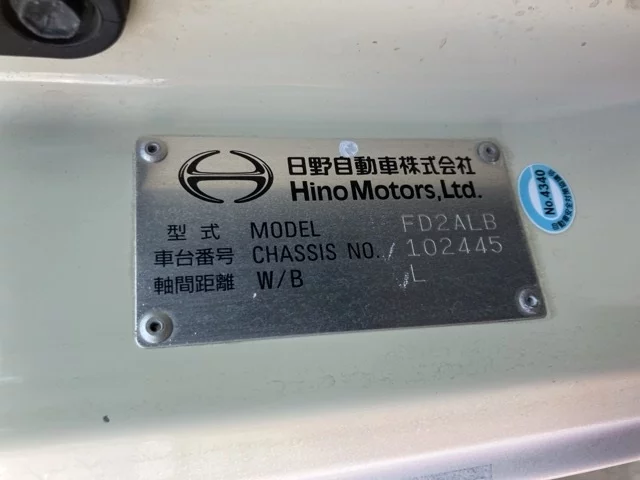 日野自動車株式会社
Hino Motors, Ltd.
型式 MODEL FD2ALB
車台番号 CHASSIS NO. 102445
軸間距離 W/B L
No.4340